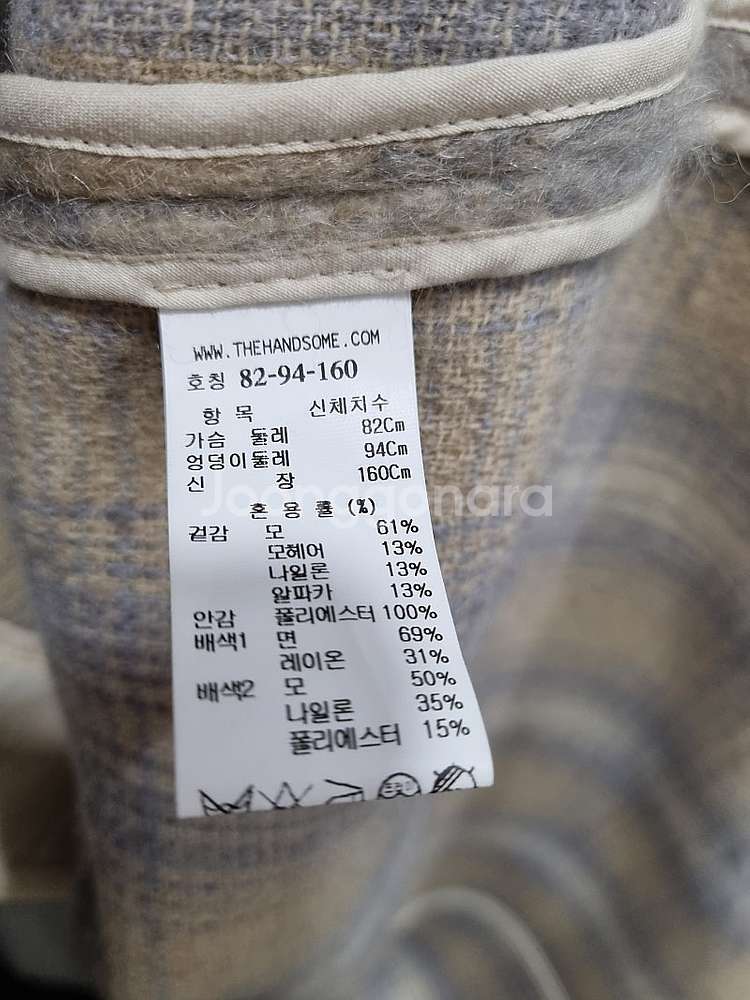 WWW.THEHANDSOME.COM
호칭 82-94-160
항 목 신체치수
가슴 둘레 82Cm
엉덩이둘레 94Cm
신 장 160Cm
Joonggonara
혼 용 률 (%)
겉감 모 61%
모헤어 13%
나일론 13%
알파카 13%
안감 폴리에스터 100%
배색1 면 69%
레이온 31%
배색2 모 50%
나일론 35%
폴리에스터 15%